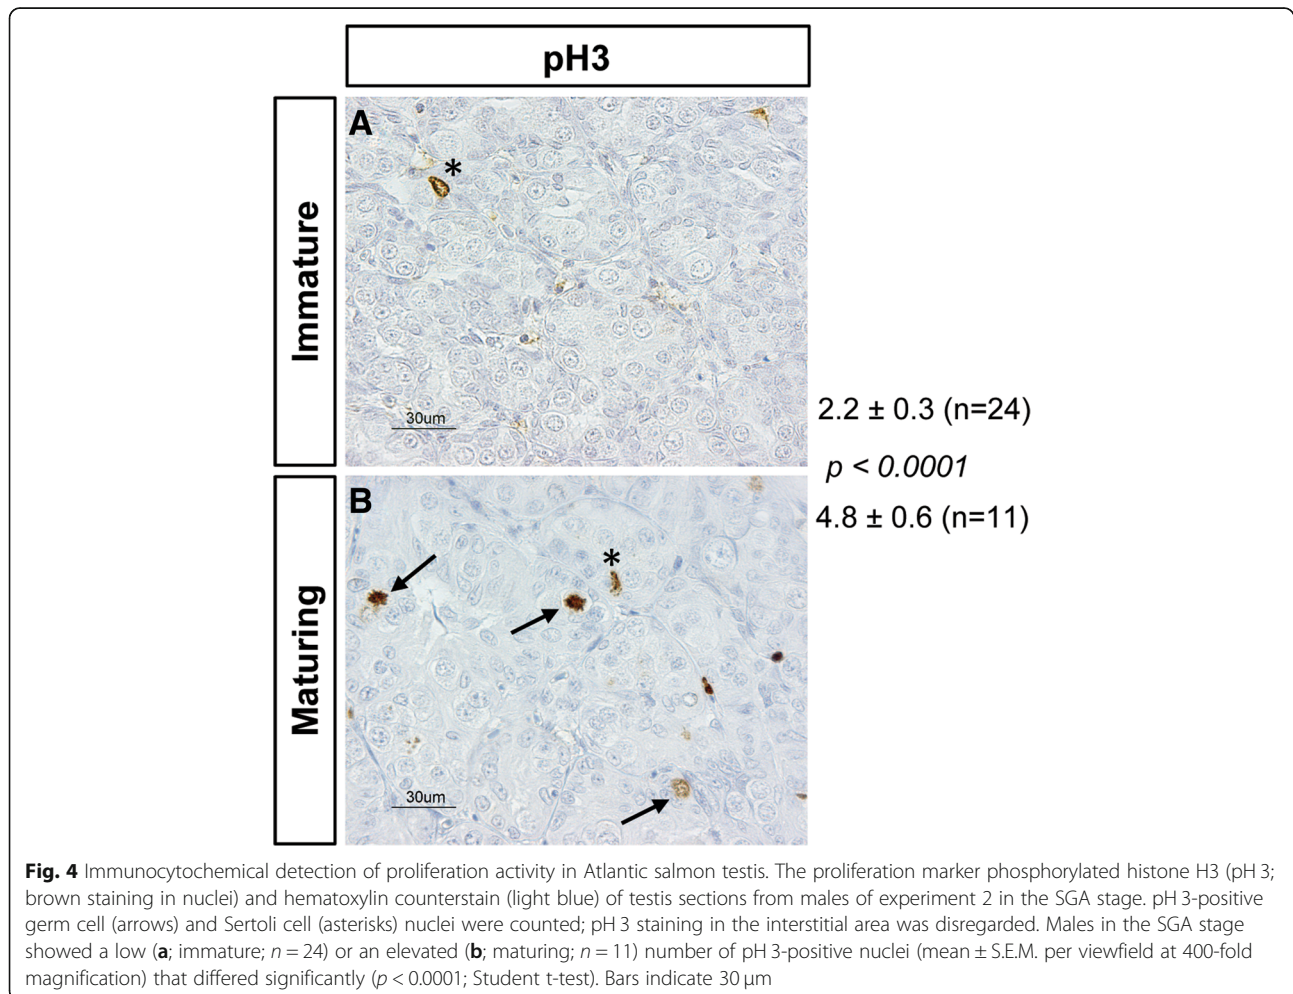 pH3
Immature
A
*
30um
2.2 ± 0.3 (n=24)
p < 0.0001
4.8 ± 0.6 (n=11)
Maturing
B
*
30um
Fig. 4 Immunocytochemical detection of proliferation activity in Atlantic salmon testis. The proliferation marker phosphorylated histone H3 (pH 3;
brown staining in nuclei) and hematoxylin counterstain (light blue) of testis sections from males of experiment 2 in the SGA stage. pH 3-positive
germ cell (arrows) and Sertoli cell (asterisks) nuclei were counted; pH 3 staining in the interstitial area was disregarded. Males in the SGA stage
showed a low (a; immature; n = 24) or an elevated (b; maturing; n = 11) number of pH 3-positive nuclei (mean ± S.E.M. per viewfield at 400-fold
magnification) that differed significantly (p < 0.0001; Student t-test). Bars indicate 30 μm